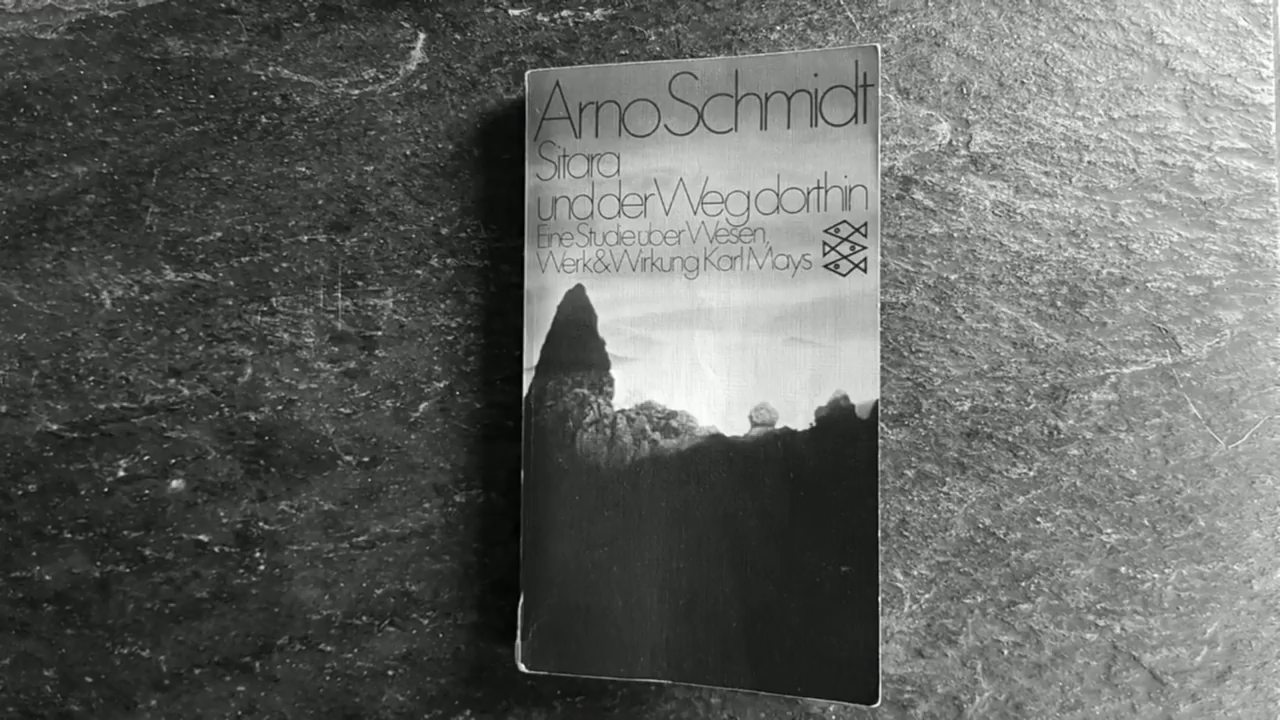 Arno Schmidt
Sitara
und der Weg dorthin
Eine Studie über Wesen,
Werk & Wirkung Karl Mays